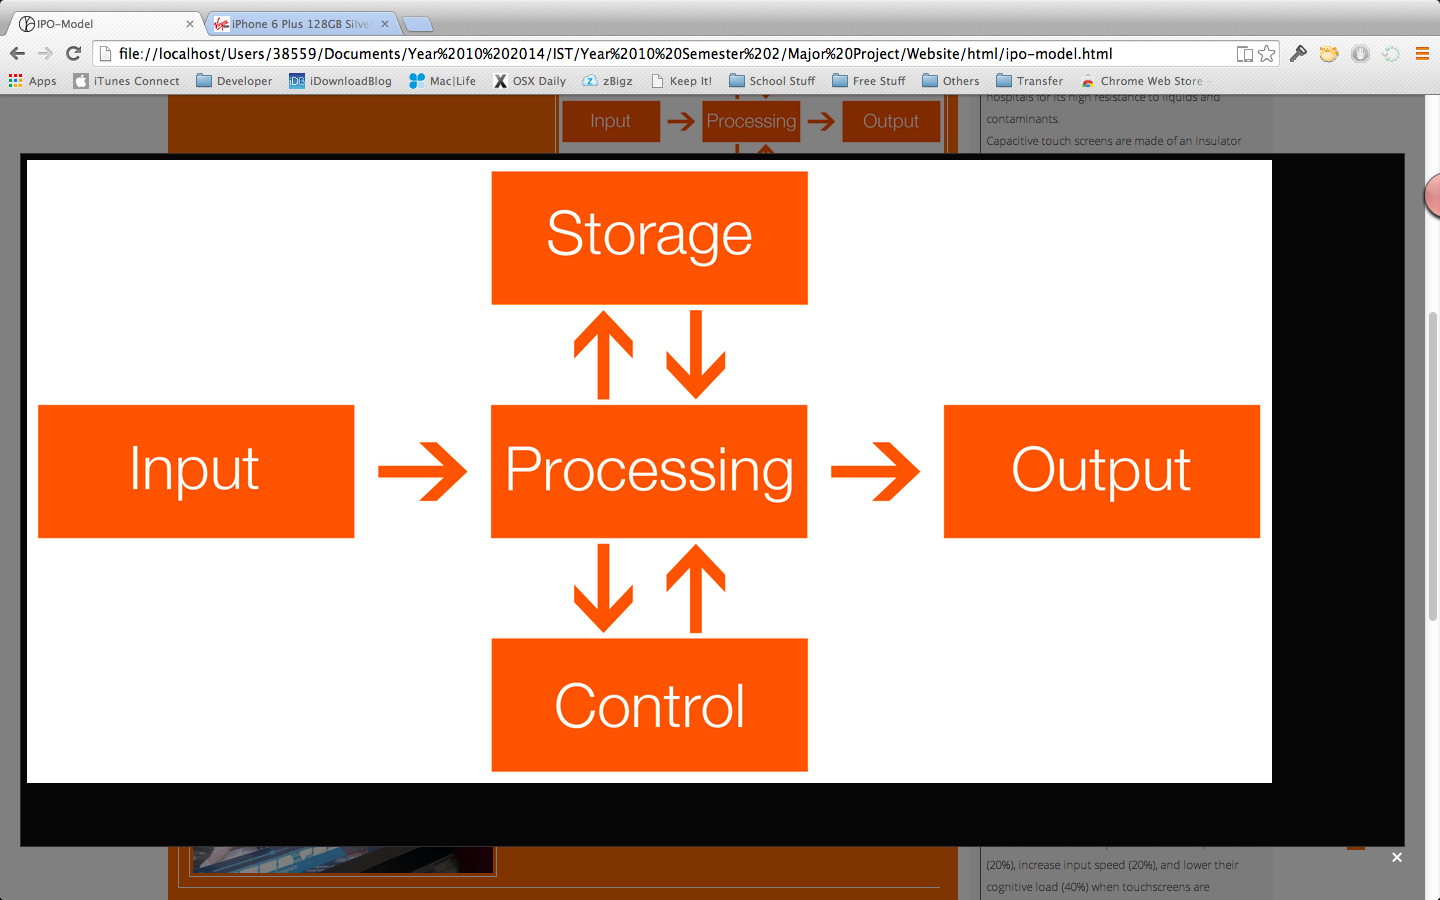 IPO-Model
iPhone 6 Plus 128GB Silve
file://localhost/Users/38559/Documents/Year%2010%202014/IST/Year%2010%20Semester%202/Major%20Project/Website/html/ipo-model.html
Apps iTunes Connect Developer iDB iDownloadBlog Mac|Life X OSX Daily z zBigz Keep It! School Stuff Free Stuff Others Transfer Chrome Web Store
hospitals for its high resistance to liquids and
contaminants.
Capacitive touch screens are made of an insulator
Input Processing Output
Storage
Input Processing Output
Control
(20%), increase input speed (20%), and lower their
cognitive load (40%) when touchscreens are